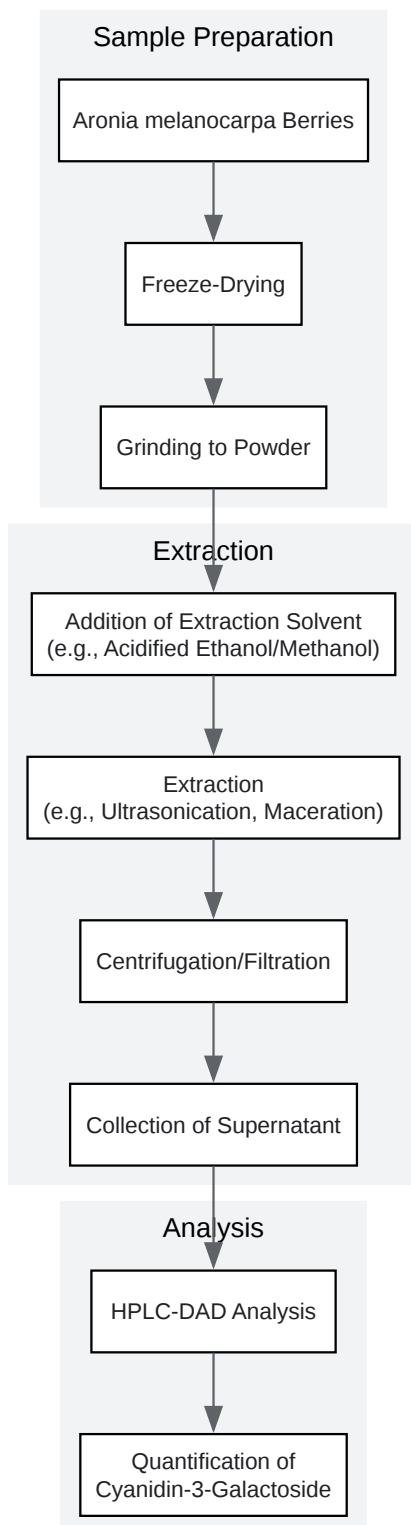 Sample Preparation
Aronia melanocarpa Berries
Freeze-Drying
Grinding to Powder
Extraction
Addition of Extraction Solvent
(e.g., Acidified Ethanol/Methanol)
Extraction
(e.g., Ultrasonication, Maceration)
Centrifugation/Filtration
Collection of Supernatant
Analysis
HPLC-DAD Analysis
Quantification of
Cyanidin-3-Galactoside